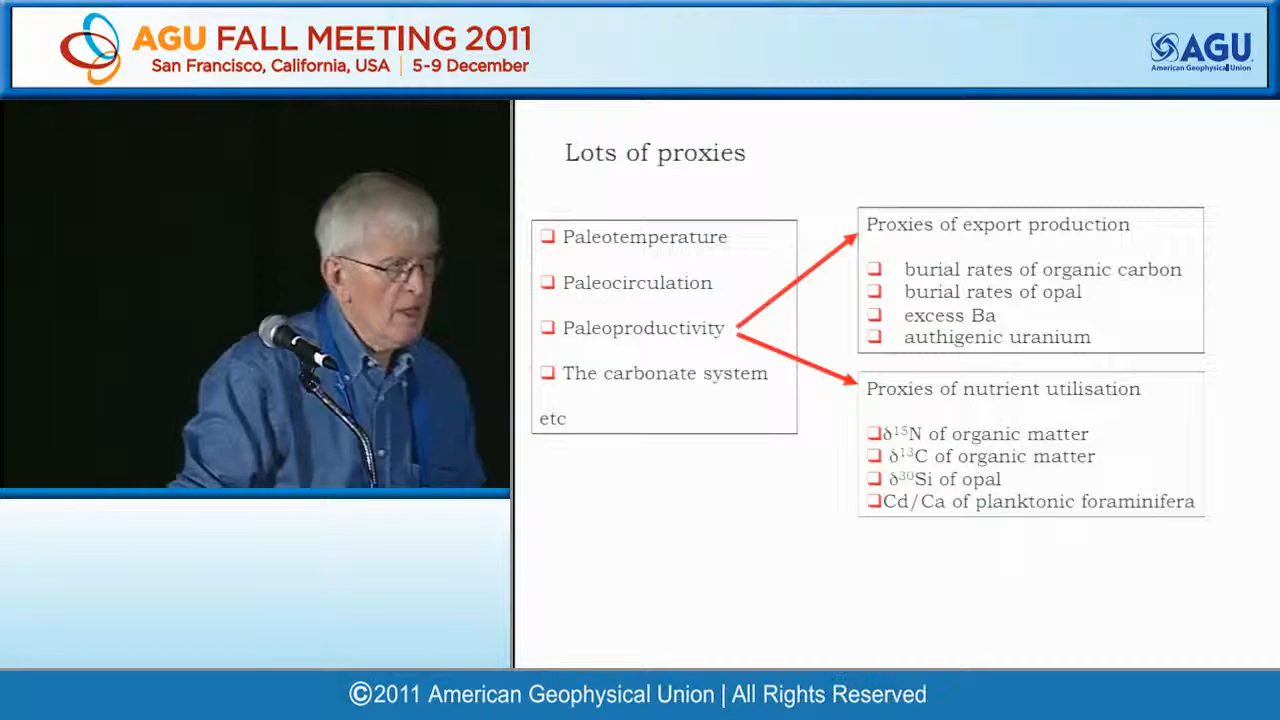 AGU FALL MEETING 2011
San Francisco, California, USA | 5-9 December
AGU
American Geophysical Union
Lots of proxies
❑ Paleotemperature
❑ Paleocirculation
❑ Paleoproductivity
❑ The carbonate system
etc
Proxies of export production
❑ burial rates of organic carbon
❑ burial rates of opal
❑ excess Ba
❑ authigenic uranium
Proxies of nutrient utilisation
❑δ¹⁵N of organic matter
❑ δ¹³C of organic matter
❑ δ³⁰Si of opal
❑Cd/Ca of planktonic foraminifera
©2011 American Geophysical Union | All Rights Reserved